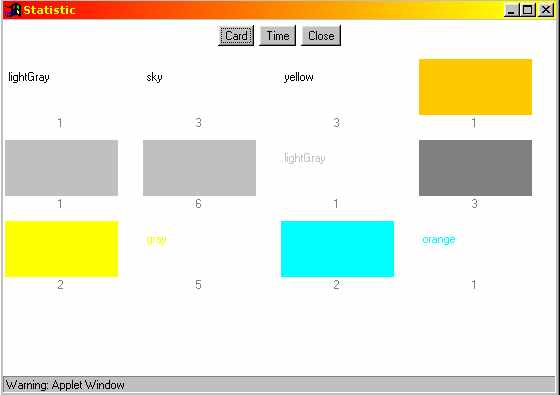 Statistic
Card Time Close
lightGray sky yellow
1 3 3 1
lightGray
1 6 1 3
gray orange
2 5 2 1
Warning: Applet Window